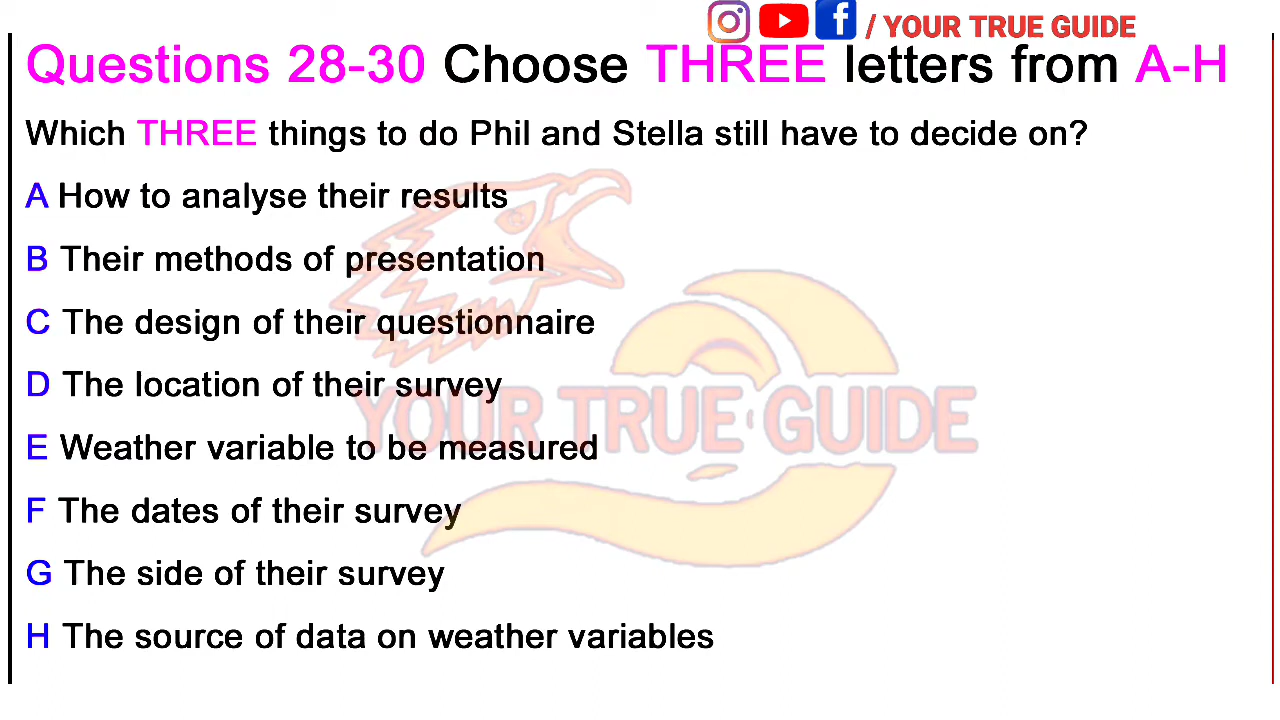 / YOUR TRUE GUIDE
Questions 28-30 Choose THREE letters from A-H
Which THREE things to do Phil and Stella still have to decide on?
A How to analyse their results
B Their methods of presentation
C The design of their questionnaire
D The location of their survey
YOUR TRUE GUIDE
E Weather variable to be measured
F The dates of their survey
G The side of their survey
H The source of data on weather variables